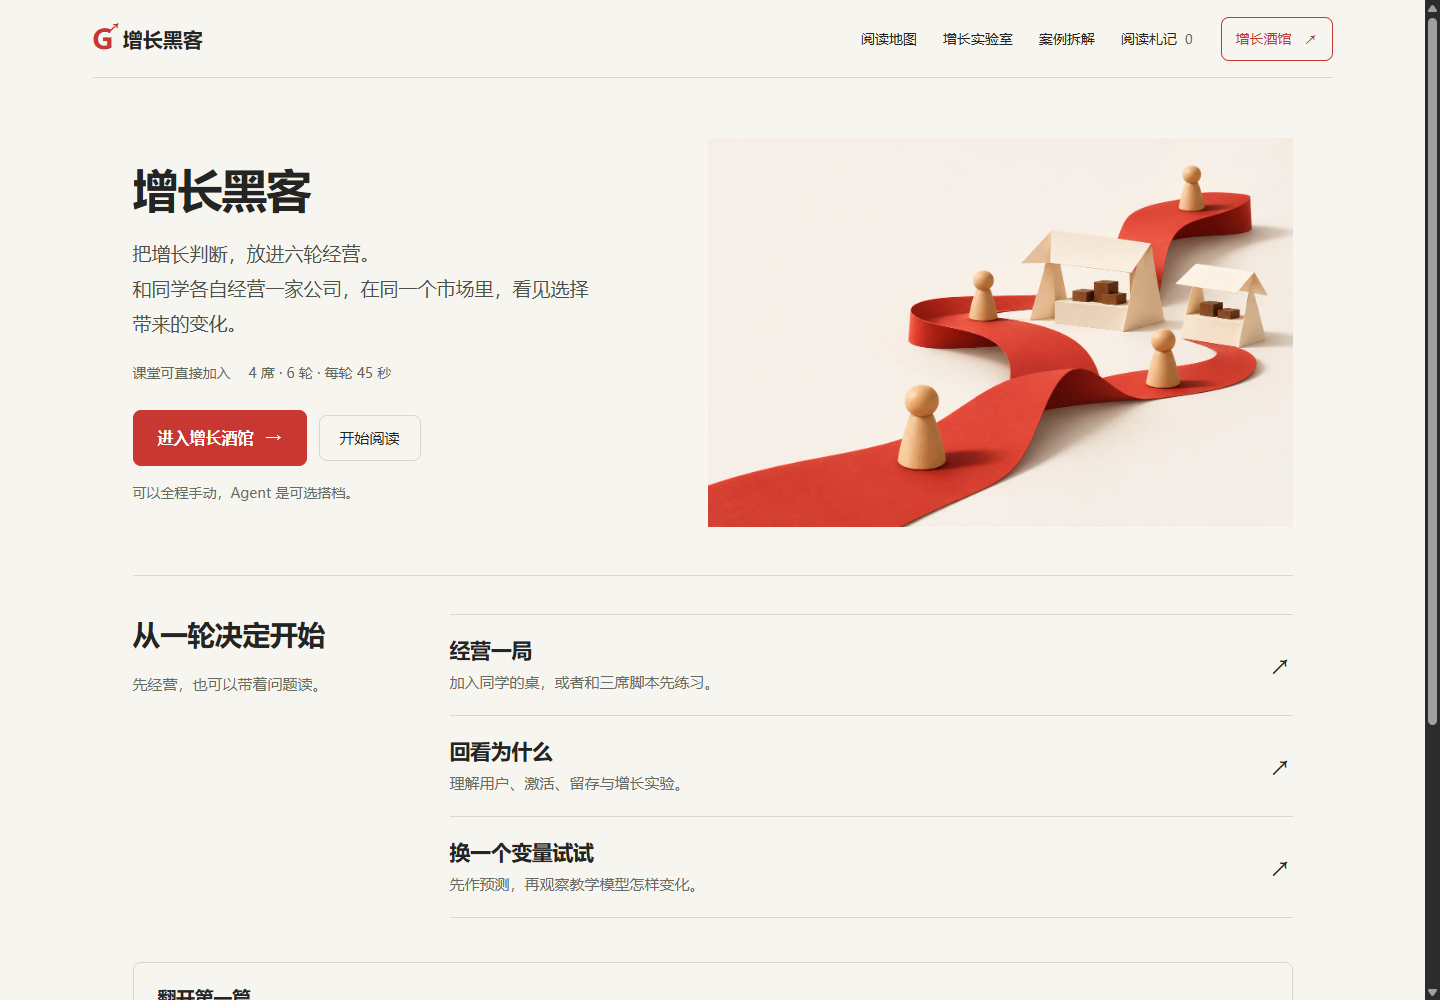 G 增长黑客
阅读地图 增长实验室 案例拆解 阅读札记 0 增长酒馆 ↗
增长黑客
把增长判断，放进六轮经营。
和同学各自经营一家公司，在同一个市场里，看见选择
带来的变化。
课堂可直接加入 4 席 · 6 轮 · 每轮 45 秒
进入增长酒馆 → 开始阅读
可以全程手动，Agent 是可选搭档。
从一轮决定开始
先经营，也可以带着问题读。
经营一局
加入同学的桌，或者和三席脚本先练习。
↗
回看为什么
理解用户、激活、留存与增长实验。
↗
换一个变量试试
先作预测，再观察教学模型怎样变化。
↗
翻开第一篇